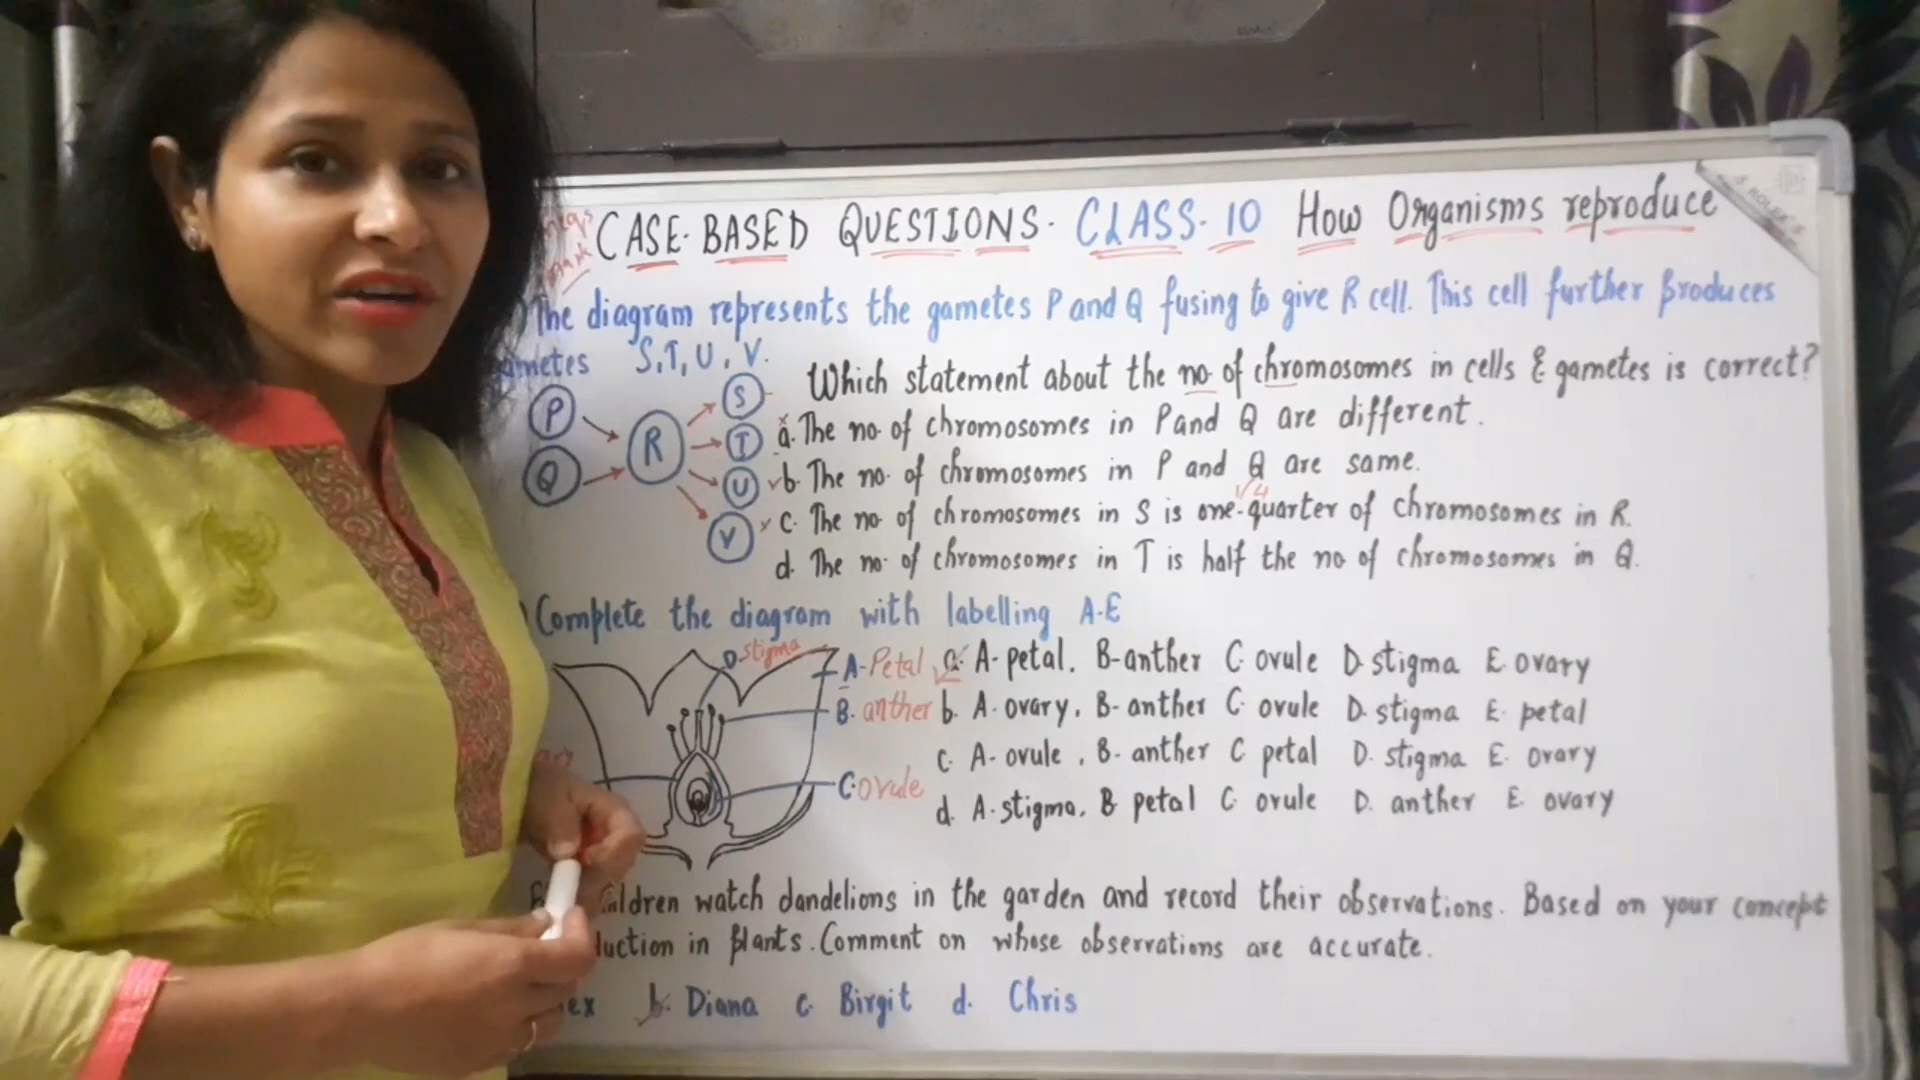 CASE-BASED QUESTIONS- CLASS-10 How Organisms reproduce
The diagram represents the gametes P and Q fusing to give R cell. This cell further produces
gametes S,T,U,V.
P
Q
R
S
T
U
V
Which statement about the no of chromosomes in cells & gametes is correct?
a. The no. of chromosomes in P and Q are different.
b. The no. of chromosomes in P and Q are same.
1/4
c. The no of chromosomes in S is one-quarter of chromosomes in R.
d. The no. of chromosomes in T is half the no of chromosomes in Q.
Complete the diagram with labelling A-E
D-stigma
A-Petal
B. anther
C-ovule
a. A-petal, B-anther C ovule D stigma E ovary
b. A-ovary, B-anther C ovule D. stigma E petal
c. A-ovule, B-anther C petal D. stigma E. ovary
d. A-stigma, B petal C ovule D. anther E. ovary
watch dandelions in the garden and record their observations. Based on your concept
in plants. Comment on whose observations are accurate.
b. Diana c. Birgit d. Chris